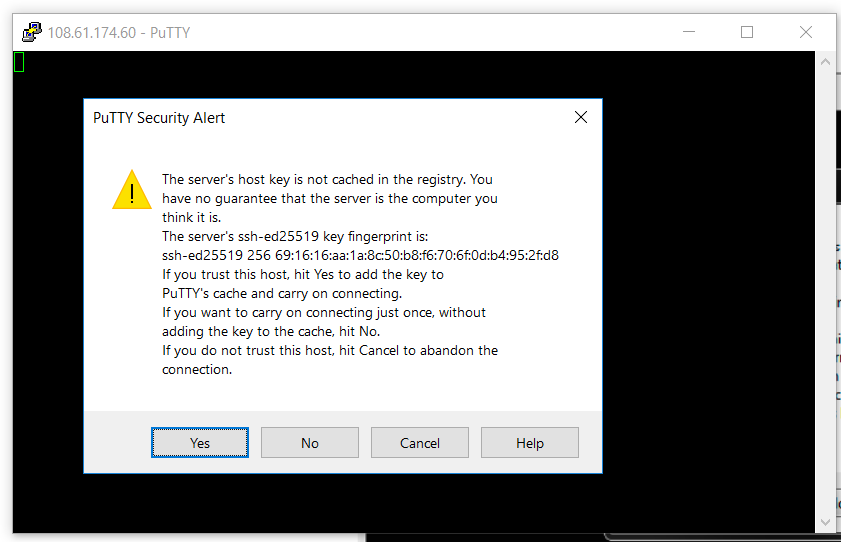 108.61.174.60 - PuTTY
PuTTY Security Alert
The server's host key is not cached in the registry. You
have no guarantee that the server is the computer you
think it is.
The server's ssh-ed25519 key fingerprint is:
ssh-ed25519 256 69:16:16:aa:1a:8c:50:b8:f6:70:6f:0d:b4:95:2f:d8
If you trust this host, hit Yes to add the key to
PuTTY's cache and carry on connecting.
If you want to carry on connecting just once, without
adding the key to the cache, hit No.
If you do not trust this host, hit Cancel to abandon the
connection.
Yes No Cancel Help